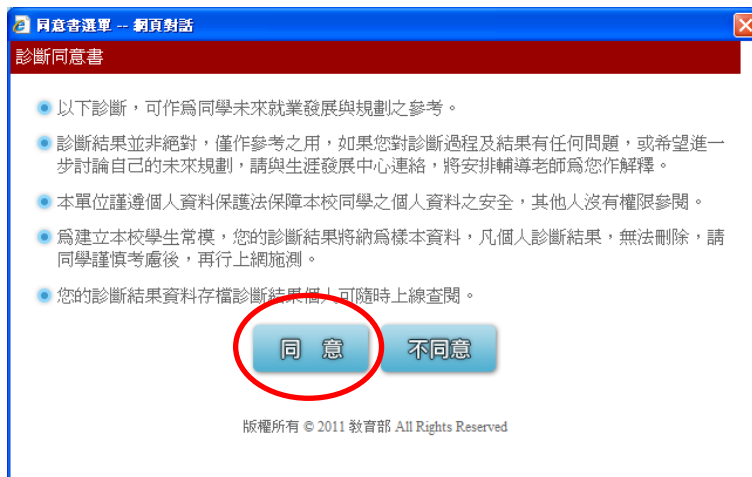 同意書選單 -- 網頁對話
診斷同意書
以下診斷，可作為同學未來就業發展與規劃之參考。
診斷結果並非絕對，僅作參考之用，如果您對診斷過程及結果有任何問題，或希望進一
步討論自己的未來規劃，請與生涯發展中心連絡，將安排輔導老師為您作解釋。
本單位謹遵個人資料保護法保障本校同學之個人資料之安全，其他人沒有權限參閱。
為建立本校學生常模，您的診斷結果將納為樣本資料，凡個人診斷結果，無法刪除，請
同學謹慎考慮後，再行上網施測。
您的診斷結果資料存檔診斷結果個人可隨時上線查閱。
同 意 不同意
版權所有 © 2011 教育部 All Rights Reserved